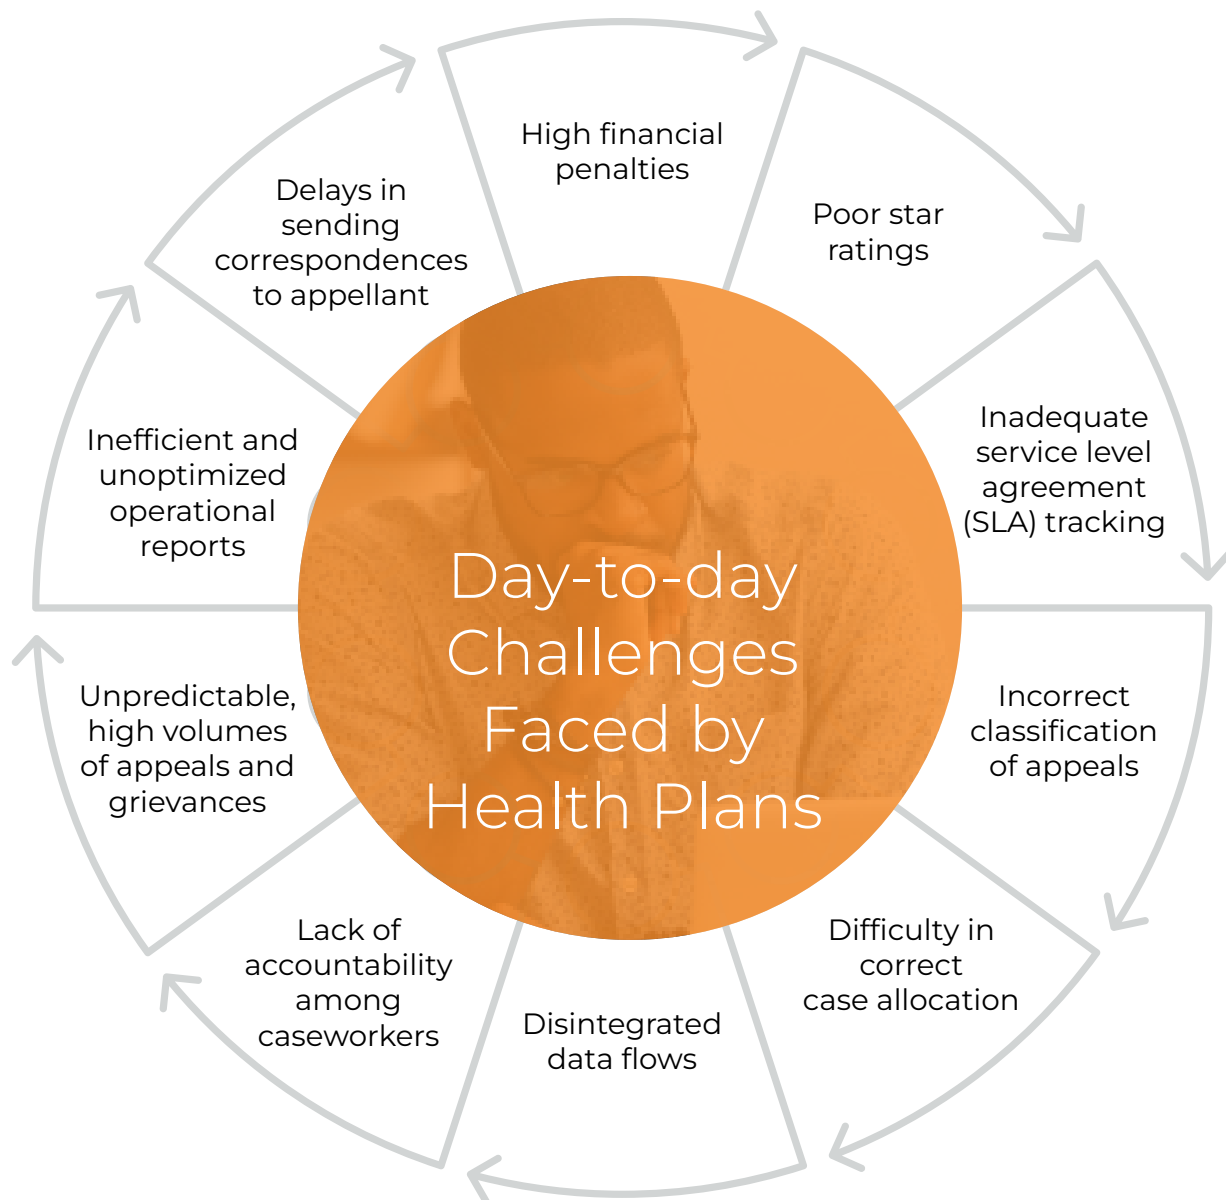 High financial
penalties
Poor star
ratings
Inadequate
service level
agreement
(SLA) tracking
Incorrect
classification
of appeals
Difficulty in
correct
case allocation
Disintegrated
data flows
Lack of
accountability
among
caseworkers
Unpredictable,
high volumes
of appeals and
grievances
Inefficient and
unoptimized
operational
reports
Delays in
sending
correspondences
to appellant
Day-to-day
Challenges
Faced by
Health Plans